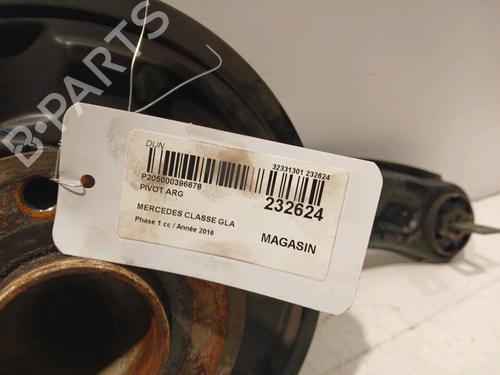 B-PARTS
DUN
32331301 232624
P205000396678
PIVOT ARG
232624
MERCEDES CLASSE GLA
Phase 1 cc / Année 2016
MAGASIN